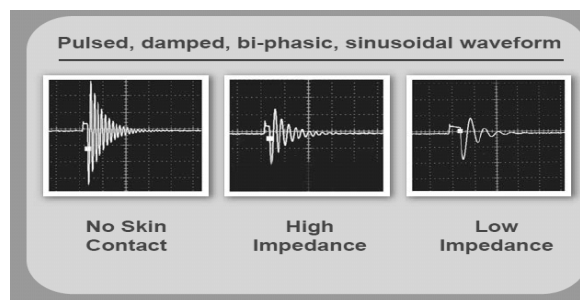 Pulsed, damped, bi-phasic, sinusoidal waveform
No Skin
Contact
High
Impedance
Low
Impedance